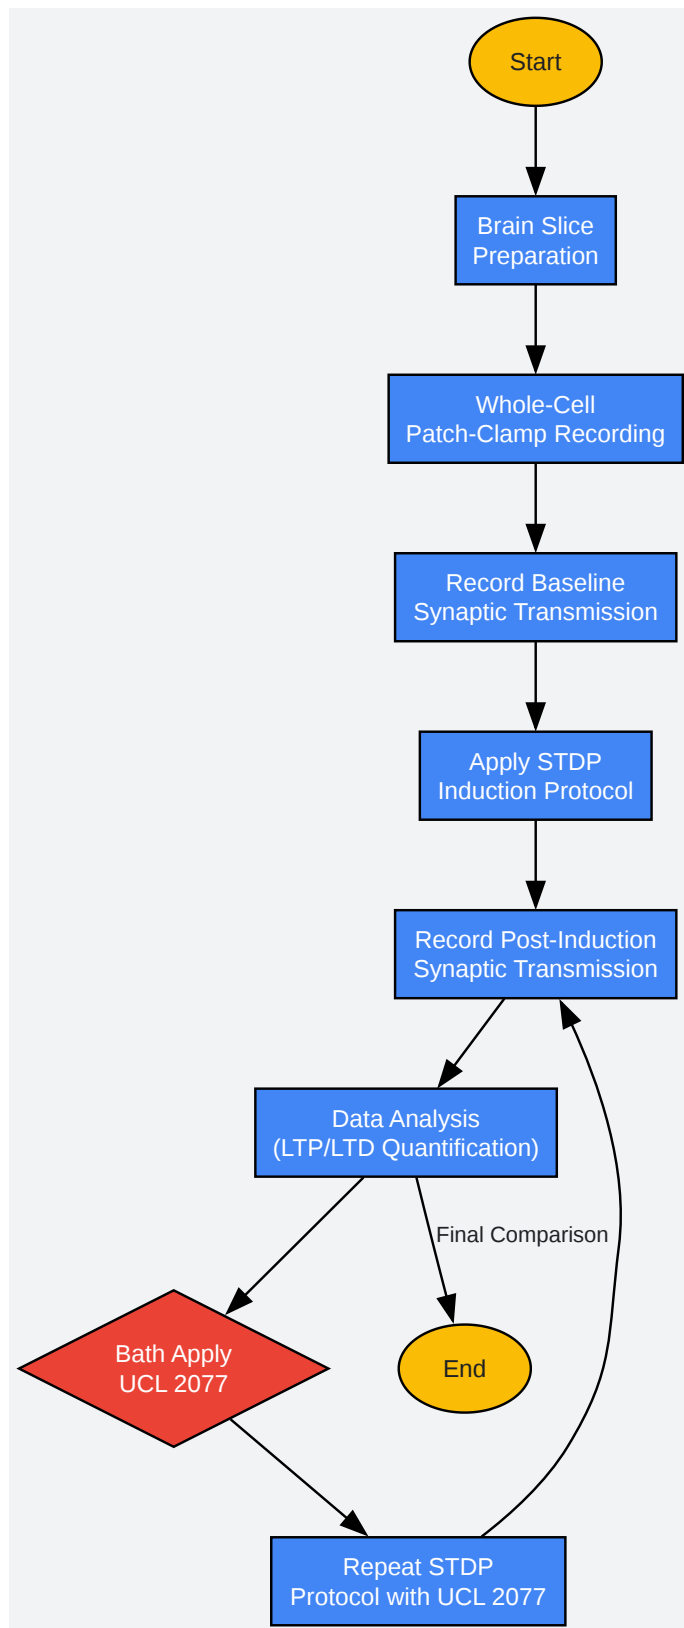 Start
Brain Slice
Preparation
Whole-Cell
Patch-Clamp Recording
Record Baseline
Synaptic Transmission
Apply STDP
Induction Protocol
Record Post-Induction
Synaptic Transmission
Data Analysis
(LTP/LTD Quantification)
Final Comparison
Bath Apply
UCL 2077
End
Repeat STDP
Protocol with UCL 2077